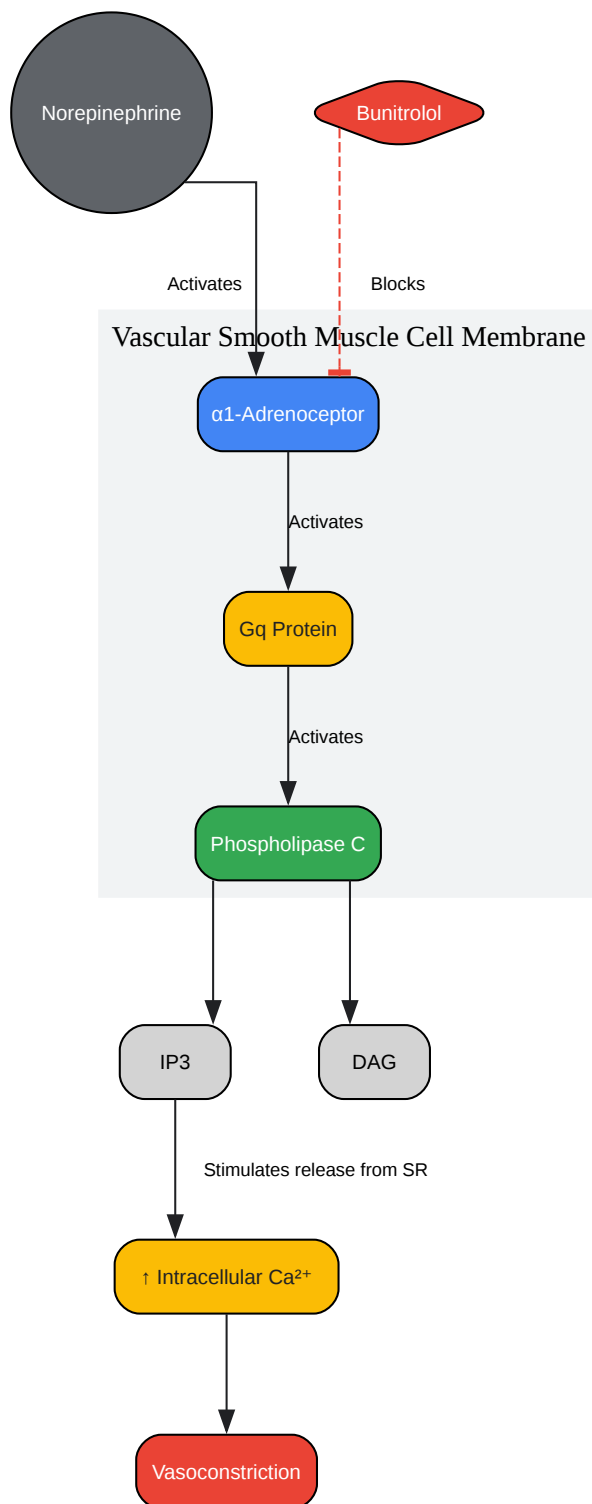 Norepinephrine
Bunitrolol
Activates
Blocks
Vascular Smooth Muscle Cell Membrane
α1-Adrenoceptor
Activates
Gq Protein
Activates
Phospholipase C
IP3
DAG
Stimulates release from SR
↑ Intracellular Ca²⁺
Vasoconstriction